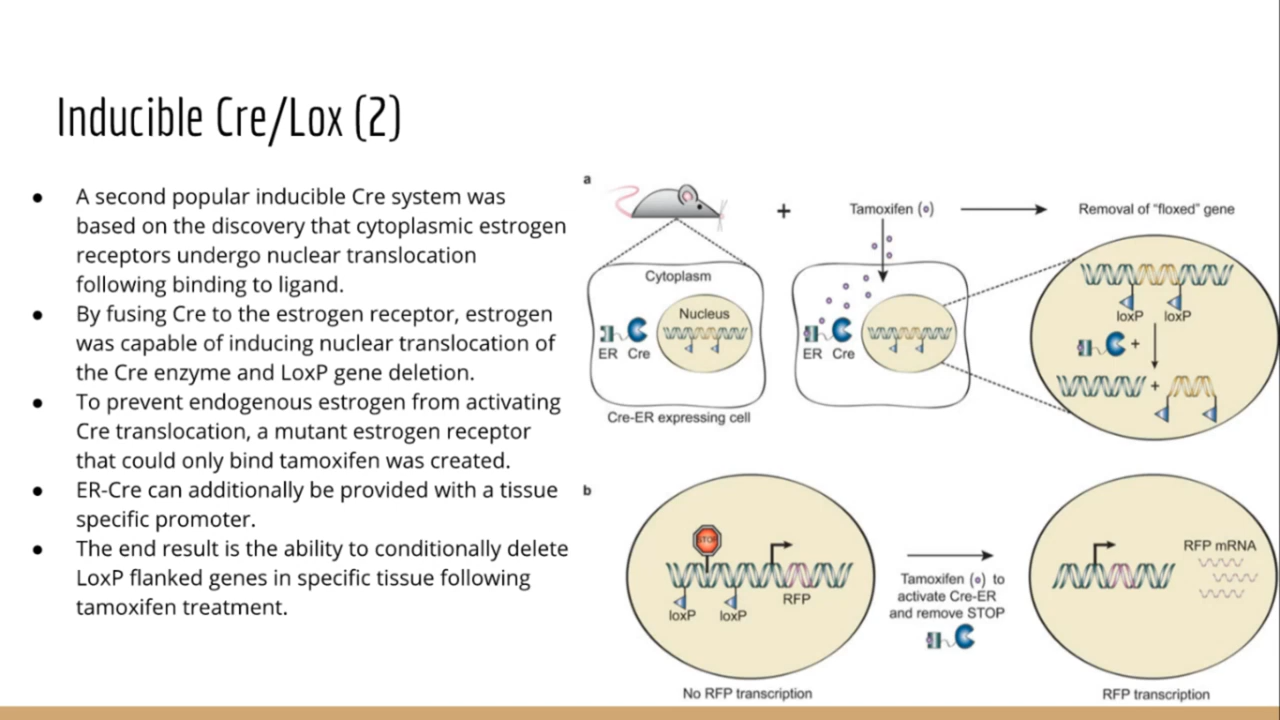 Inducible Cre/Lox (2)
● A second popular inducible Cre system was
based on the discovery that cytoplasmic estrogen
receptors undergo nuclear translocation
following binding to ligand.
● By fusing Cre to the estrogen receptor, estrogen
was capable of inducing nuclear translocation of
the Cre enzyme and LoxP gene deletion.
● To prevent endogenous estrogen from activating
Cre translocation, a mutant estrogen receptor
that could only bind tamoxifen was created.
● ER-Cre can additionally be provided with a tissue
specific promoter.
● The end result is the ability to conditionally delete
LoxP flanked genes in specific tissue following
tamoxifen treatment.
a
+
Tamoxifen (∘)
Removal of "floxed" gene
Cytoplasm
Nucleus
ER Cre
Cre-ER expressing cell
ER Cre
loxP loxP
+
+
b
STOP
loxP loxP
RFP
No RFP transcription
Tamoxifen (∘) to
activate Cre-ER
and remove STOP
RFP mRNA
RFP transcription